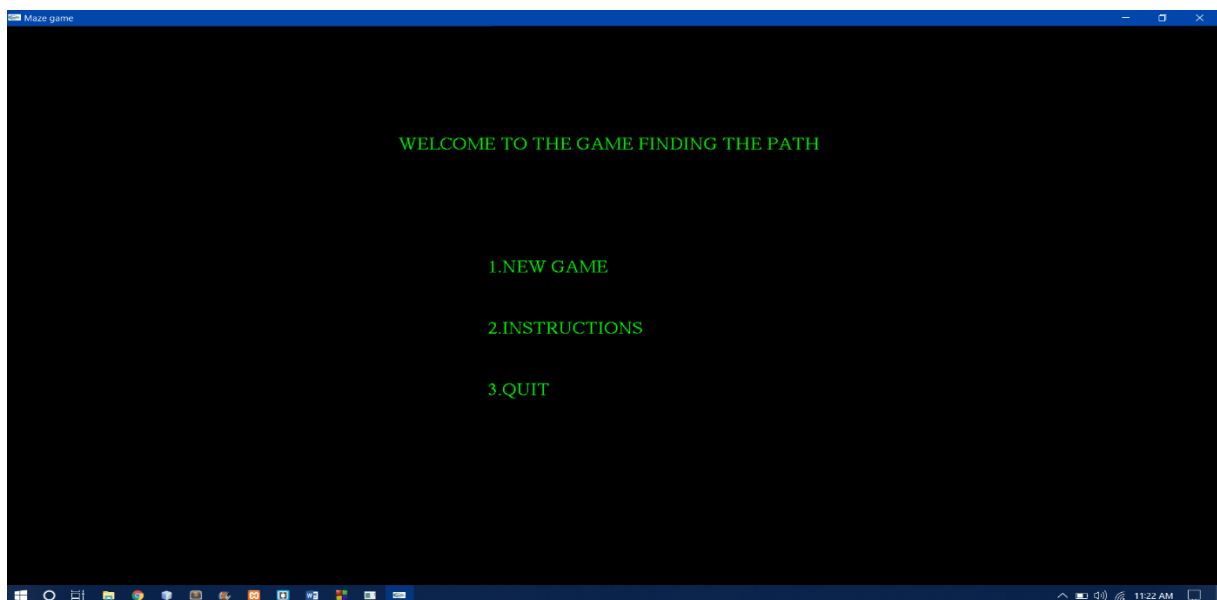 Maze game
WELCOME TO THE GAME FINDING THE PATH
1.NEW GAME
2.INSTRUCTIONS
3.QUIT
11:22 AM